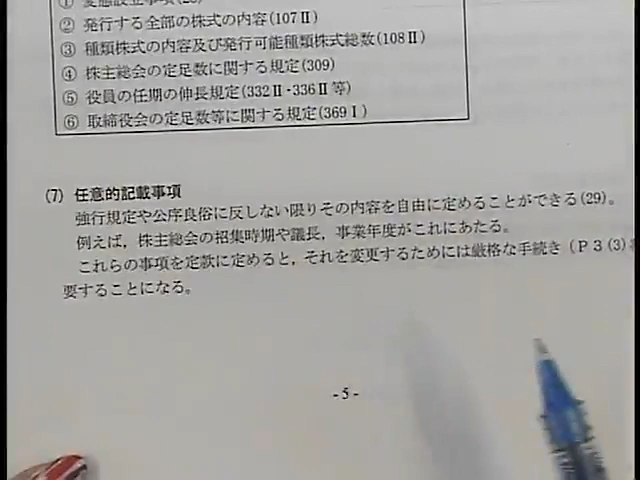 ① 変態設立事項(28)
② 発行する全部の株式の内容(107Ⅱ)
③ 種類株式の内容及び発行可能種類株式総数(108Ⅱ)
④ 株主総会の定足数に関する規定(309)
⑤ 役員の任期の伸長規定(332Ⅱ・336Ⅱ等)
⑥ 取締役会の定足数等に関する規定(369Ⅰ)
(7) 任意的記載事項
強行規定や公序良俗に反しない限りその内容を自由に定めることができる(29)。
例えば，株主総会の招集時期や議長，事業年度がこれにあたる。
これらの事項を定款に定めると，それを変更するためには厳格な手続き（Ｐ３(3)
要することになる。
- 5 -